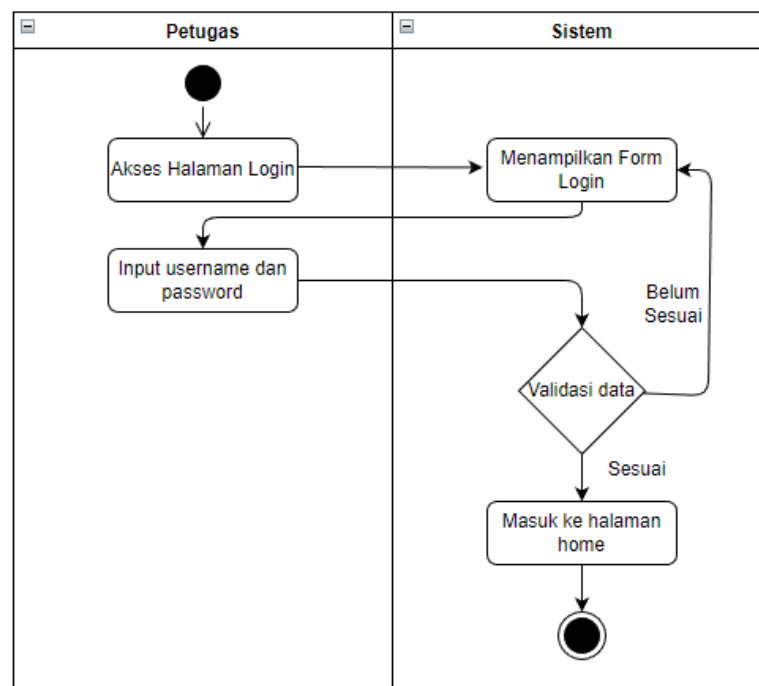 Petugas
Sistem
Akses Halaman Login
Menampilkan Form
Login
Input username dan
password
Belum
Sesuai
Validasi data
Sesuai
Masuk ke halaman
home